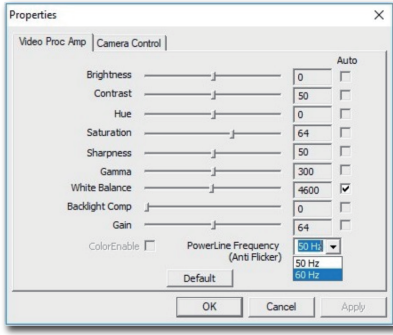 Properties
Video Proc Amp Camera Control
Auto
Brightness 0
Contrast 50
Hue 0
Saturation 64
Sharpness 50
Gamma 300
White Balance 4600
Backlight Comp 0
Gain 64
ColorEnable PowerLine Frequency 50 Hz
(Anti Flicker)
50 Hz
60 Hz
Default
OK Cancel Apply